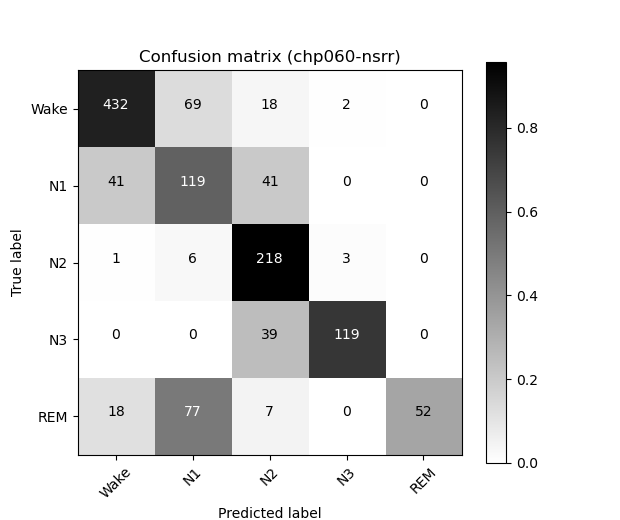 Confusion matrix (chp060-nsrr)
True label
Wake 432 69 18 2 0
N1 41 119 41 0 0
N2 1 6 218 3 0
N3 0 0 39 119 0
REM 18 77 7 0 52
Wake N1 N2 N3 REM
Predicted label
0.8
0.6
0.4
0.2
0.0